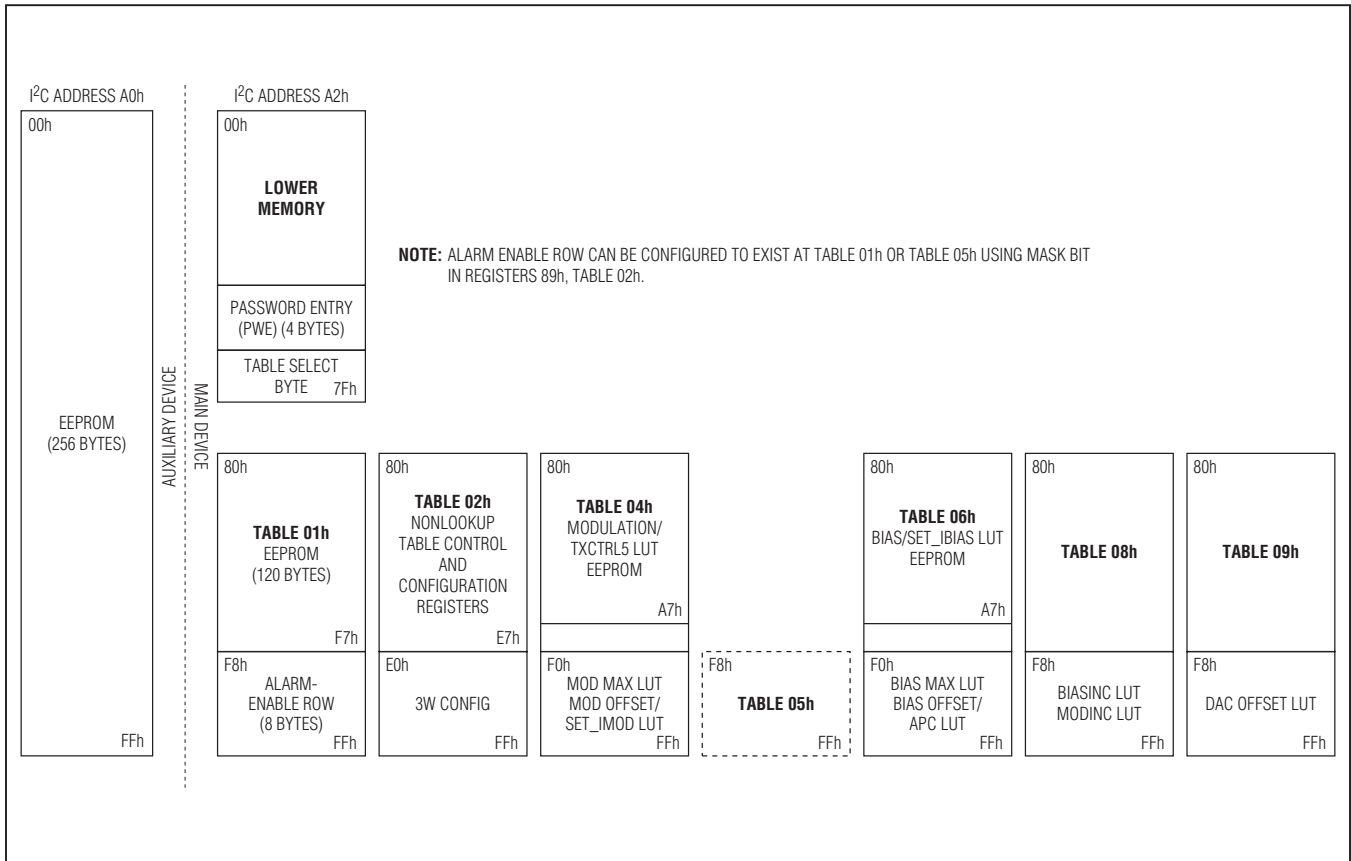 I2C ADDRESS A0h
00h
EEPROM
(256 BYTES)
FFh
AUXILIARY DEVICE
MAIN DEVICE
I2C ADDRESS A2h
00h
LOWER
MEMORY
PASSWORD ENTRY
(PWE) (4 BYTES)
TABLE SELECT
BYTE 7Fh
NOTE: ALARM ENABLE ROW CAN BE CONFIGURED TO EXIST AT TABLE 01h OR TABLE 05h USING MASK BIT
IN REGISTERS 89h, TABLE 02h.
80h
TABLE 01h
EEPROM
(120 BYTES)
F7h
F8h
ALARM-
ENABLE ROW
(8 BYTES)
FFh
80h
TABLE 02h
NONLOOKUP
TABLE CONTROL
AND
CONFIGURATION
REGISTERS
E7h
E0h
3W CONFIG
FFh
80h
TABLE 04h
MODULATION/
TXCTRL5 LUT
EEPROM
A7h
F0h
MOD MAX LUT
MOD OFFSET/
SET_IMOD LUT
FFh
F8h
TABLE 05h
FFh
80h
TABLE 06h
BIAS/SET_IBIAS LUT
EEPROM
A7h
F0h
BIAS MAX LUT
BIAS OFFSET/
APC LUT
FFh
80h
TABLE 08h
F8h
BIASINC LUT
MODINC LUT
FFh
80h
TABLE 09h
F8h
DAC OFFSET LUT
FFh